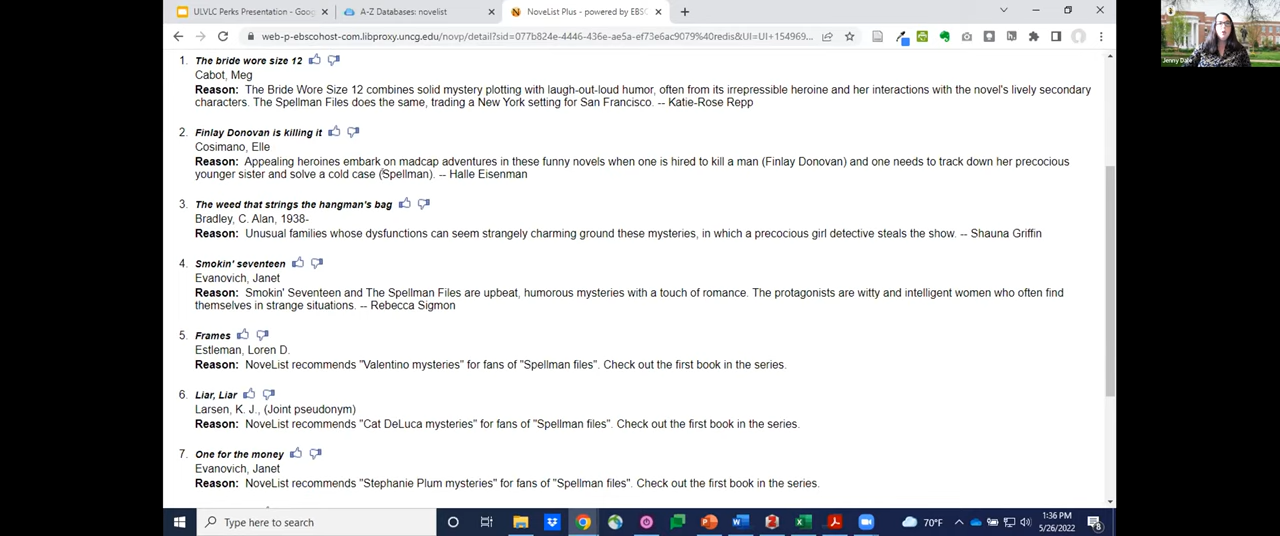 ULVLC Perks Presentation - Goog
A-Z Databases: novelist
NoveList Plus - powered by EBSC
web-p-ebscohost-com.libproxy.uncg.edu/novp/detail?sid=077b824e-4446-436e-ae5a-ef73e6ac9079%40redis&UI=UI+154969...
1. The bride wore size 12
Cabot, Meg
Reason: The Bride Wore Size 12 combines solid mystery plotting with laugh-out-loud humor, often from its irrepressible heroine and her interactions with the novel's lively secondary
characters. The Spellman Files does the same, trading a New York setting for San Francisco. -- Katie-Rose Repp
2. Finlay Donovan is killing it
Cosimano, Elle
Reason: Appealing heroines embark on madcap adventures in these funny novels when one is hired to kill a man (Finlay Donovan) and one needs to track down her precocious
younger sister and solve a cold case (Spellman). -- Halle Eisenman
3. The weed that strings the hangman's bag
Bradley, C. Alan, 1938-
Reason: Unusual families whose dysfunctions can seem strangely charming ground these mysteries, in which a precocious girl detective steals the show. -- Shauna Griffin
4. Smokin' seventeen
Evanovich, Janet
Reason: Smokin' Seventeen and The Spellman Files are upbeat, humorous mysteries with a touch of romance. The protagonists are witty and intelligent women who often find
themselves in strange situations. -- Rebecca Sigmon
5. Frames
Estleman, Loren D.
Reason: NoveList recommends "Valentino mysteries" for fans of "Spellman files". Check out the first book in the series.
6. Liar, Liar
Larsen, K. J., (Joint pseudonym)
Reason: NoveList recommends "Cat DeLuca mysteries" for fans of "Spellman files". Check out the first book in the series.
7. One for the money
Evanovich, Janet
Reason: NoveList recommends "Stephanie Plum mysteries" for fans of "Spellman files". Check out the first book in the series.
Type here to search
70°F
1:36 PM
5/26/2022
8
Jenny Dale